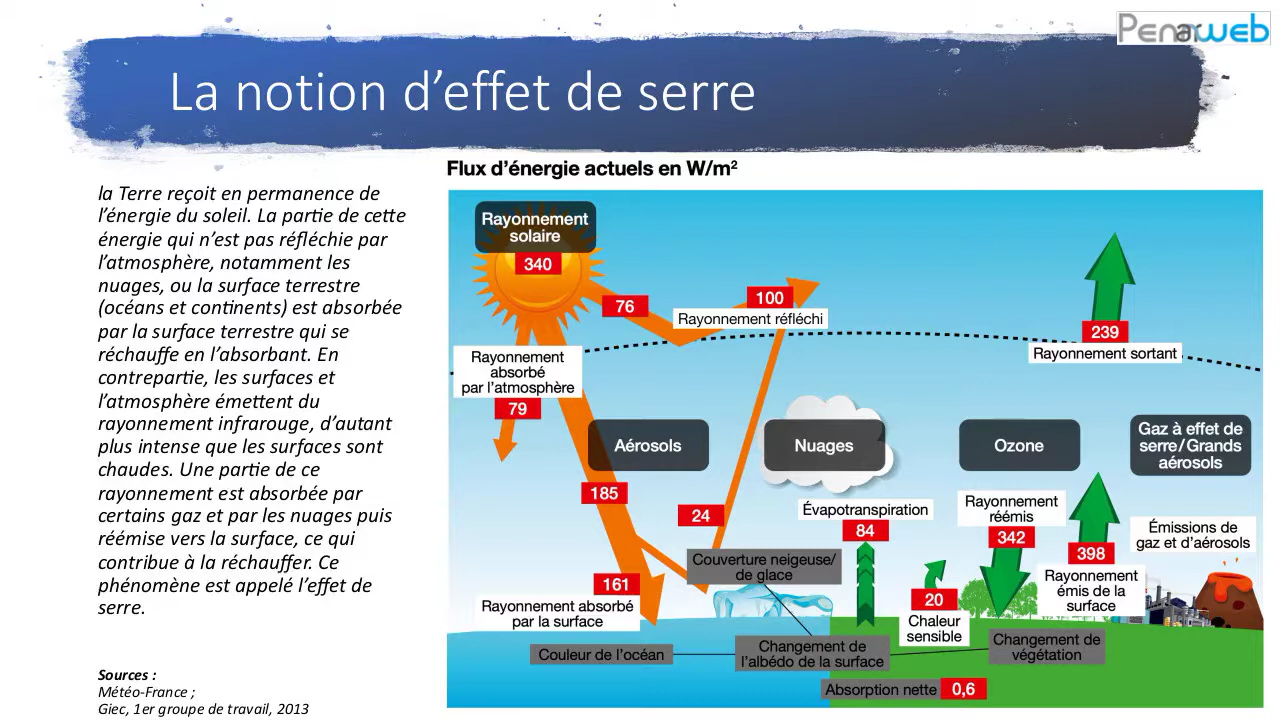 Penarweb
La notion d’effet de serre
la Terre reçoit en permanence de
l’énergie du soleil. La partie de cette
énergie qui n’est pas réfléchie par
l’atmosphère, notamment les
nuages, ou la surface terrestre
(océans et continents) est absorbée
par la surface terrestre qui se
réchauffe en l’absorbant. En
contrepartie, les surfaces et
l’atmosphère émettent du
rayonnement infrarouge, d’autant
plus intense que les surfaces sont
chaudes. Une partie de ce
rayonnement est absorbée par
certains gaz et par les nuages puis
réémise vers la surface, ce qui
contribue à la réchauffer. Ce
phénomène est appelé l’effet de
serre.
Sources :
Météo-France ;
Giec, 1er groupe de travail, 2013
Flux d’énergie actuels en W/m²
Rayonnement
solaire
340
76
100
Rayonnement réfléchi
239
Rayonnement sortant
Rayonnement
absorbé
par l’atmosphère
79
Aérosols
Nuages
Ozone
Gaz à effet de
serre/Grands
aérosols
185
24
Évapotranspiration
84
Rayonnement
réémis
342
398
Rayonnement
émis de la
surface
Émissions de
gaz et d’aérosols
Couverture neigeuse/
de glace
161
Rayonnement absorbé
par la surface
20
Chaleur
sensible
Couleur de l’océan
Changement de
l’albédo de la surface
Changement de
végétation
Absorption nette
0,6